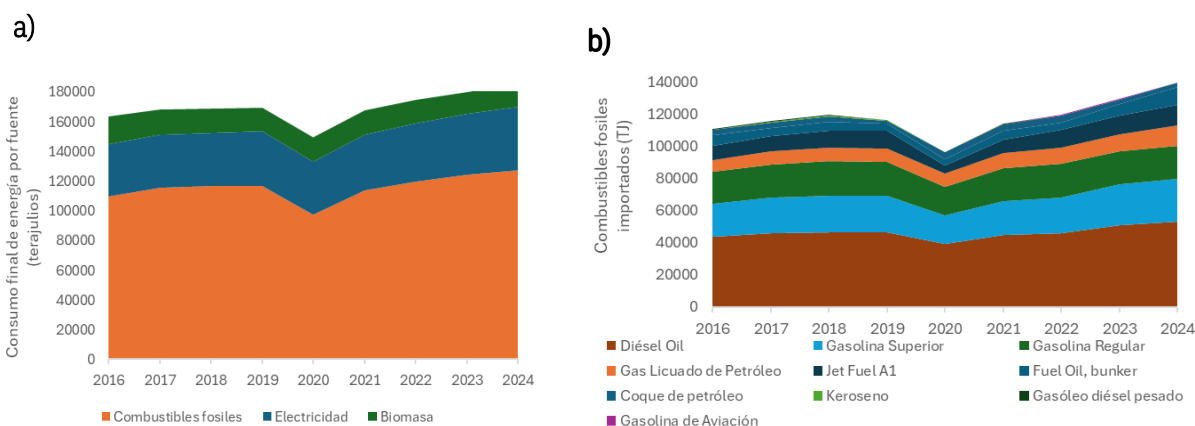 a)
Consumo final de energía por fuente
(terajulios)
180000
160000
140000
120000
100000
80000
60000
40000
20000
0
2016 2017 2018 2019 2020 2021 2022 2023 2024
Combustibles fosiles Electricidad Biomasa
b)
Combustibles fosiles
importados (TJ)
140000
120000
100000
80000
60000
40000
20000
0
2016 2017 2018 2019 2020 2021 2022 2023 2024
Diésel Oil Gasolina Superior Gasolina Regular
Gas Licuado de Petróleo Jet Fuel A1 Fuel Oil, bunker
Coque de petróleo Keroseno Gasóleo diésel pesado
Gasolina de Aviación